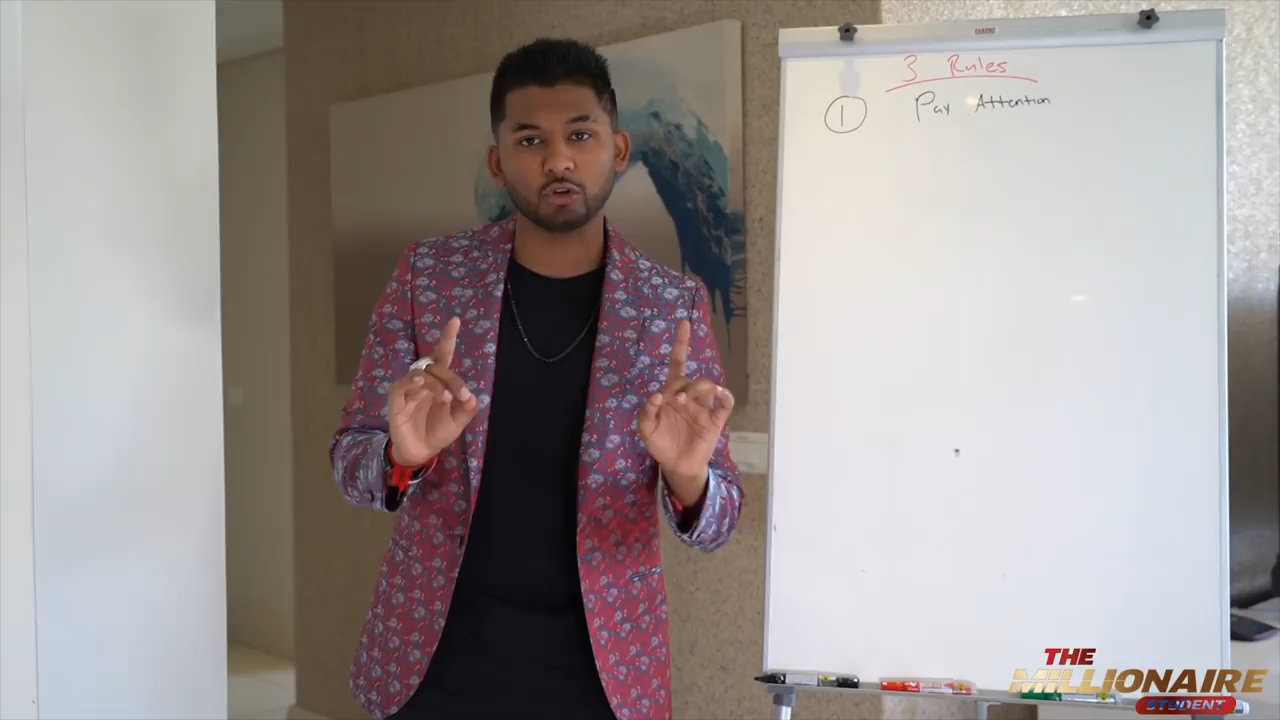 3 Rules
1 Pay Attention
THE
MILLIONAIRE
STUDENT